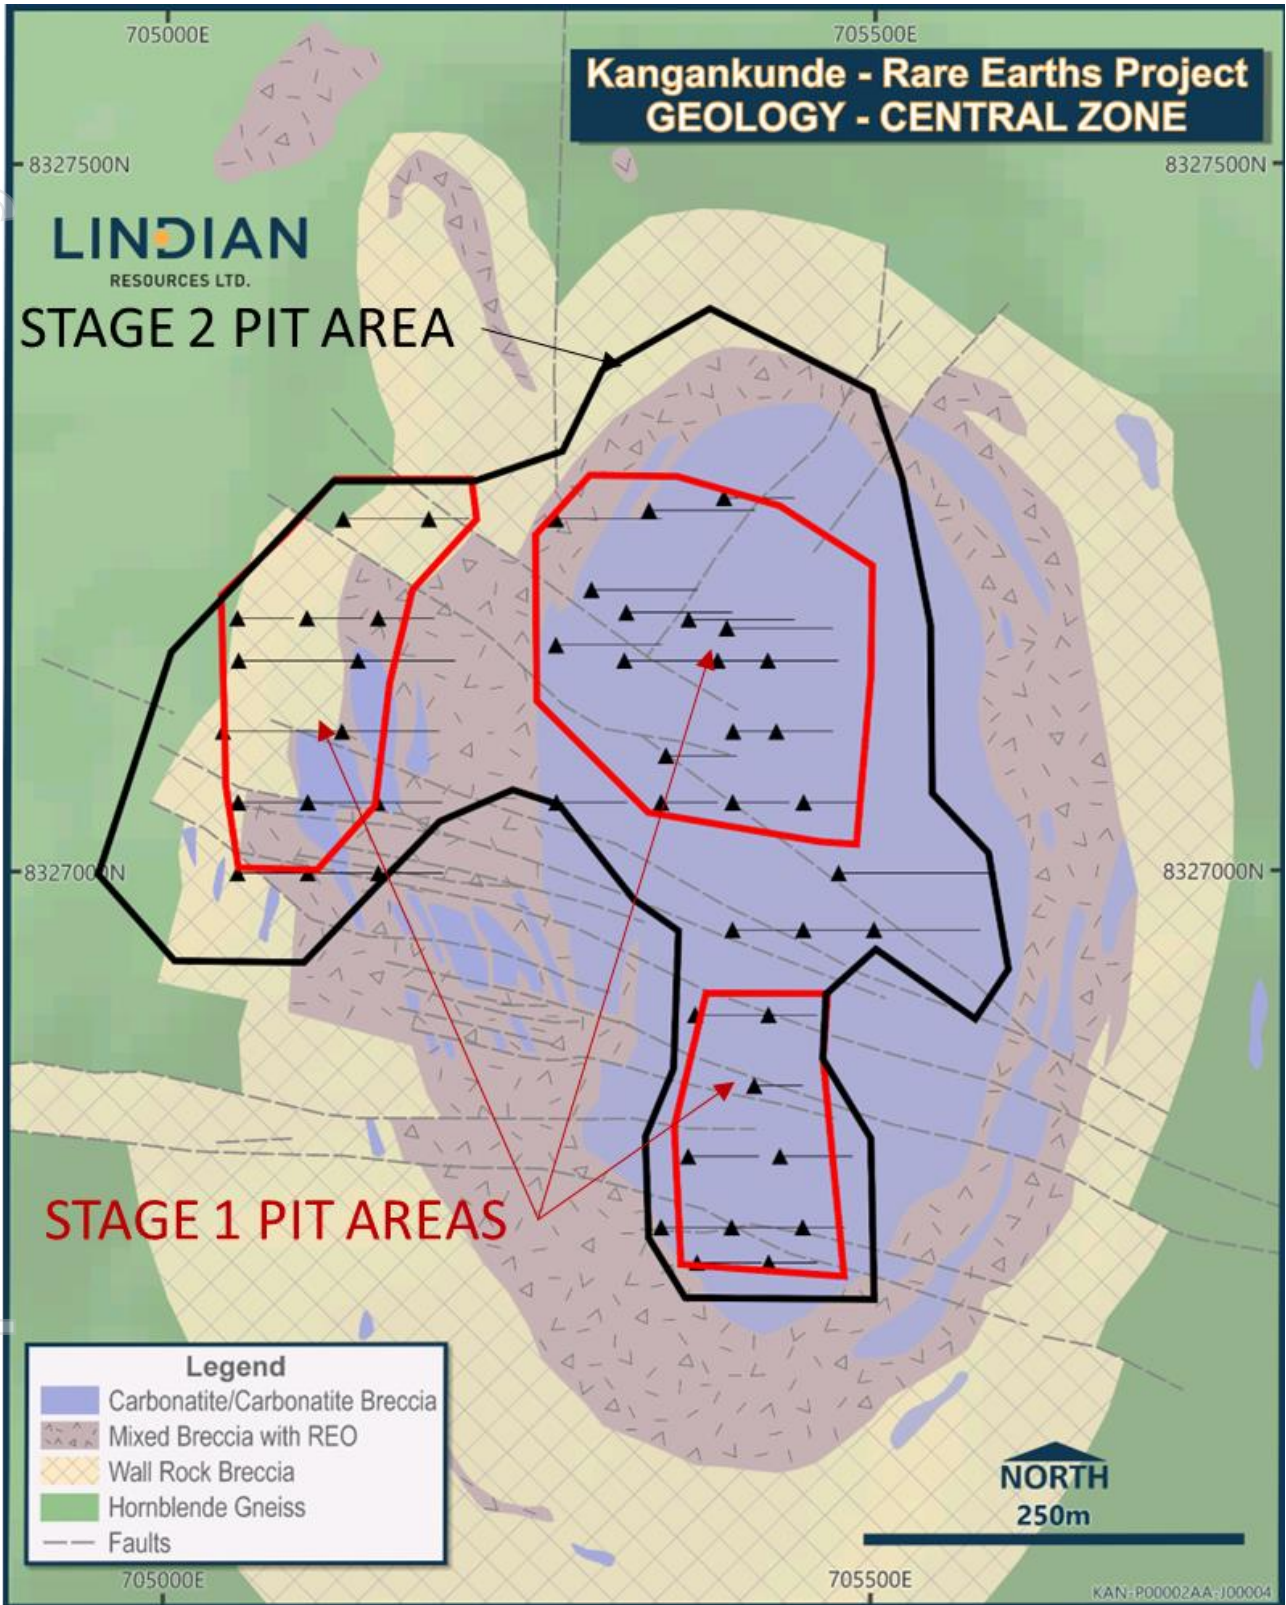 705000E
705500E
Kangankunde - Rare Earths Project
GEOLOGY - CENTRAL ZONE
8327500N
8327500N
LINDIAN
RESOURCES LTD.
STAGE 2 PIT AREA
8327000N
8327000N
STAGE 1 PIT AREAS
Legend
Carbonatite/Carbonatite Breccia
Mixed Breccia with REO
Wall Rock Breccia
Hornblende Gneiss
Faults
NORTH
250m
705000E
705500E
KAN-P00002AA-J00004